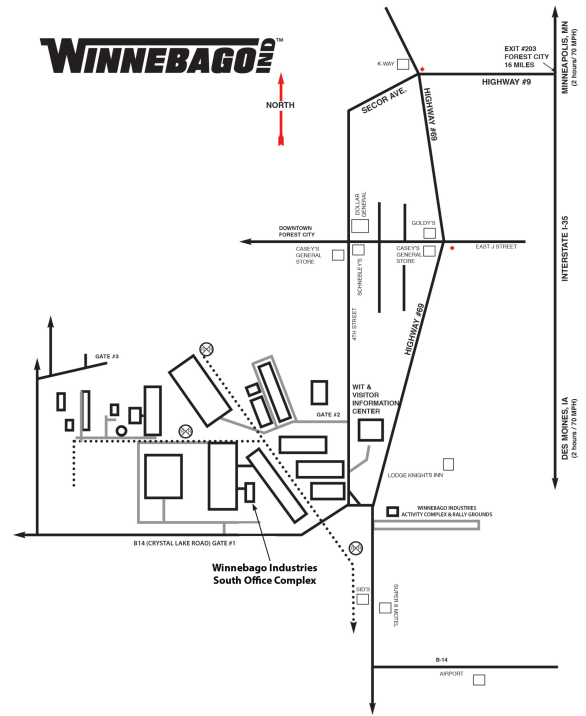 WINNEBAGO IND™
NORTH
K-WAY
EXIT #203
FOREST CITY
16 MILES
MINNEAPOLIS, MN
(2 hours/ 70 MPH)
HIGHWAY #9
SECOR AVE.
HIGHWAY #69
DOLLAR
GENERAL
GOLDY'S
DOWNTOWN
FOREST CITY
EAST J STREET
CASEY'S
GENERAL
STORE
SCHNEBLEY'S
CASEY'S
GENERAL
STORE
INTERSTATE I-35
4TH STREET
HIGHWAY #69
GATE #3
WIT &
VISITOR
INFORMATION
CENTER
GATE #2
DES MOINES, IA
(2 hours / 70 MPH)
LODGE KNIGHTS INN
WINNEBAGO INDUSTRIES
ACTIVITY COMPLEX & RALLY GROUNDS
B14 (CRYSTAL LAKE ROAD) GATE #1
Winnebago Industries
South Office Complex
SID'S
SUPER 8 MOTEL
B-14
AIRPORT